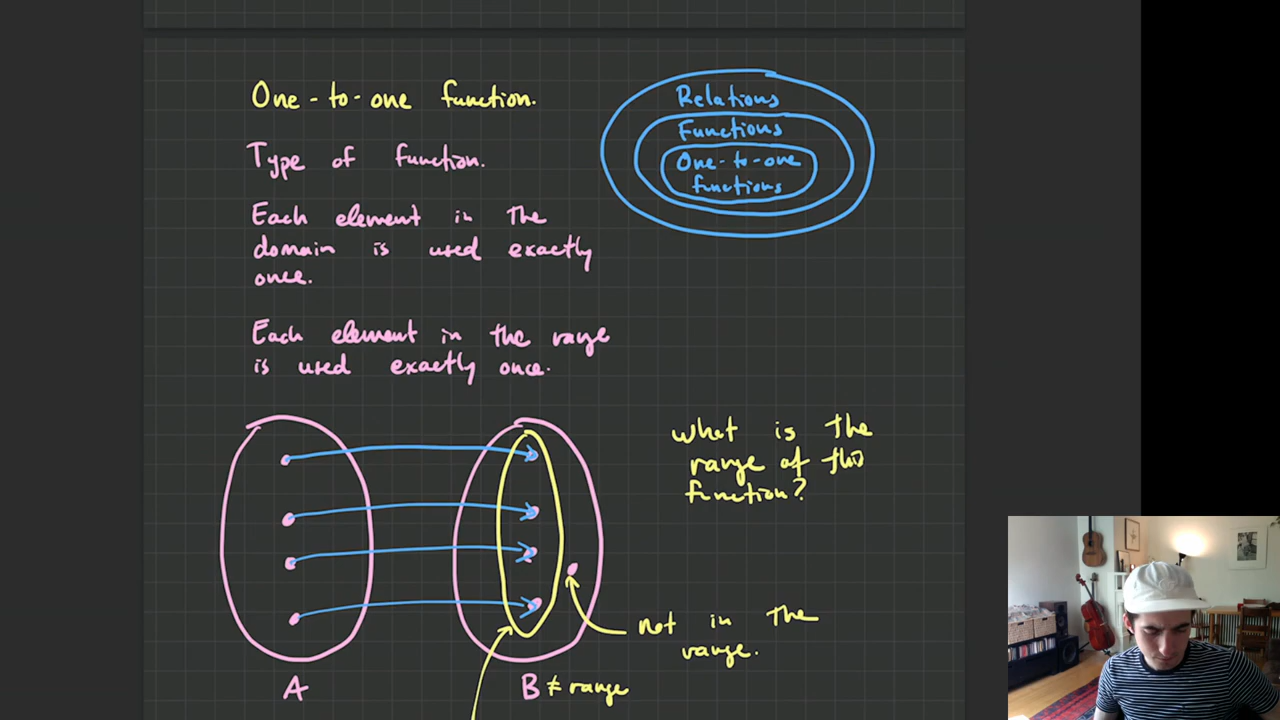 One-to-one function.
Type of function.
Each element in the
domain is used exactly
once.
Each element in the range
is used exactly once.
Relations
Functions
One-to-one
functions
What is the
range of this
function?
not in the
range.
A
B ≠ range